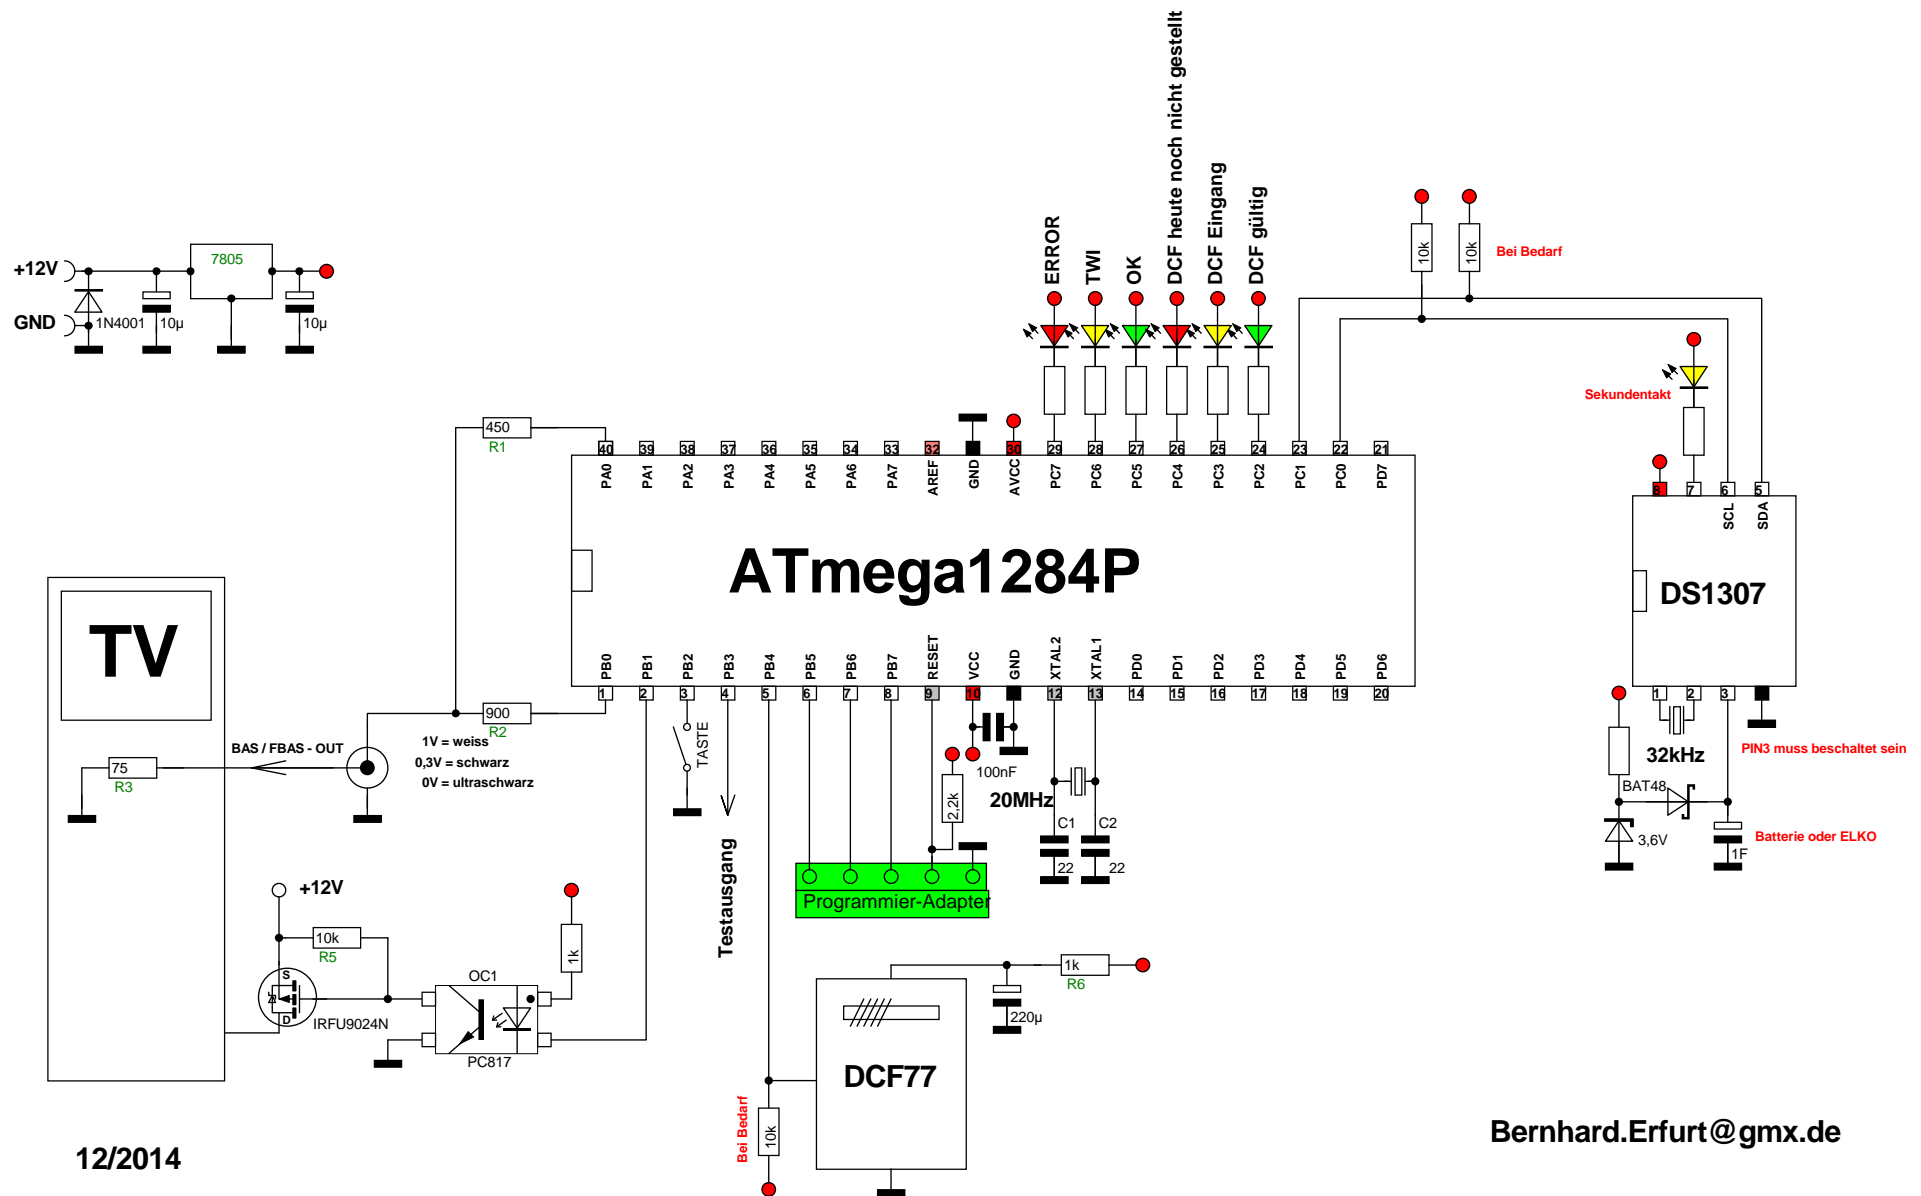 ERROR
TWI
OK
DCF heute noch nicht gestellt
DCF Eingang
DCF gültig
+12V
7805
GND
1N4001
10µ
10µ
10k
10k
Bei Bedarf
Sekundentakt
450
R1
40
39
38
37
36
35
34
33
32
30
29
28
27
26
25
24
23
22
21
PA0
PA1
PA2
PA3
PA4
PA5
PA6
PA7
AREF
GND
AVCC
PC7
PC6
PC5
PC4
PC3
PC2
PC1
PC0
PD7
8
7
6
5
SCL
SDA
ATmega1284P
DS1307
TV
PB0
PB1
PB2
PB3
PB4
PB5
PB6
PB7
RESET
VCC
GND
XTAL2
XTAL1
PD0
PD1
PD2
PD3
PD4
PD5
PD6
1
2
3
4
5
6
7
8
9
10
12
13
14
15
16
17
18
19
20
1
2
3
900
R2
1V = weiss
0,3V = schwarz
0V = ultraschwarz
BAS / FBAS - OUT
75
R3
TASTE
Testausgang
100nF
2,2k
20MHz
C1
C2
22
22
32kHz
PIN3 muss beschaltet sein
BAT48
3,6V
1F
Batterie oder ELKO
Programmier-Adapter
+12V
10k
R5
S
D
IRFU9024N
OC1
PC817
1k
1k
R6
220µ
DCF77
Bei Bedarf
10k
12/2014
Bernhard.Erfurt@gmx.de